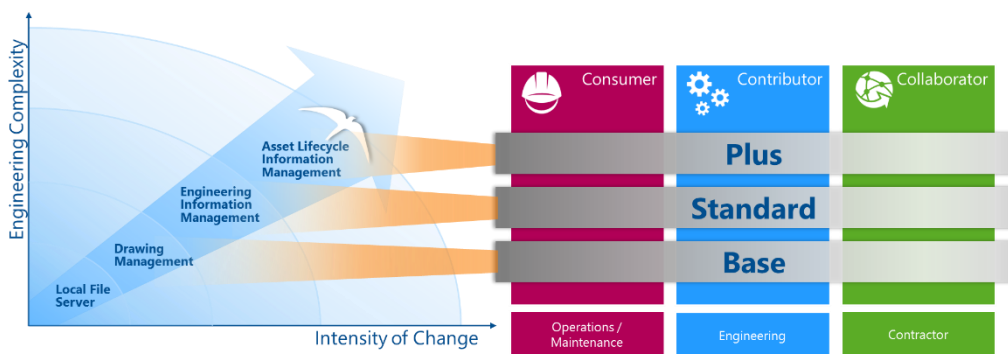 Engineering Complexity
Asset Lifecycle
Information
Management
Engineering
Information
Management
Drawing
Management
Local File
Server
Intensity of Change
Consumer
Contributor
Collaborator
Plus
Standard
Base
Operations /
Maintenance
Engineering
Contractor